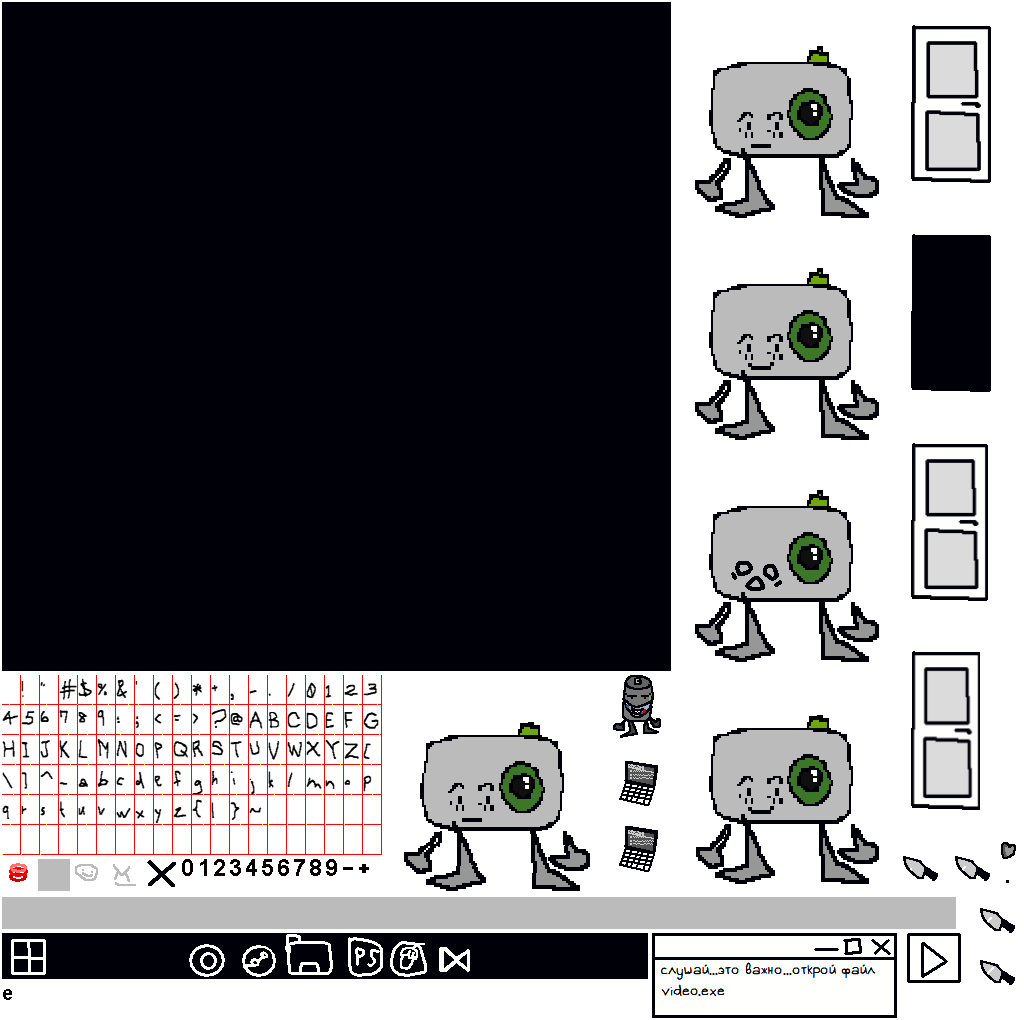 ! " # $ % & ' ( ) * + , - . / 0 1 2 3
4 5 6 7 8 9 : ; < = > ? @ A B C D E F G
H I J K L M N O P Q R S T U V W X Y Z [
\ ] ^ _ a b c d e f g h i j k l m n o p
q r s t u v w x y z { | } ~
0123456789-+
PS
слушай...это важно...открой файл
video.exe
e